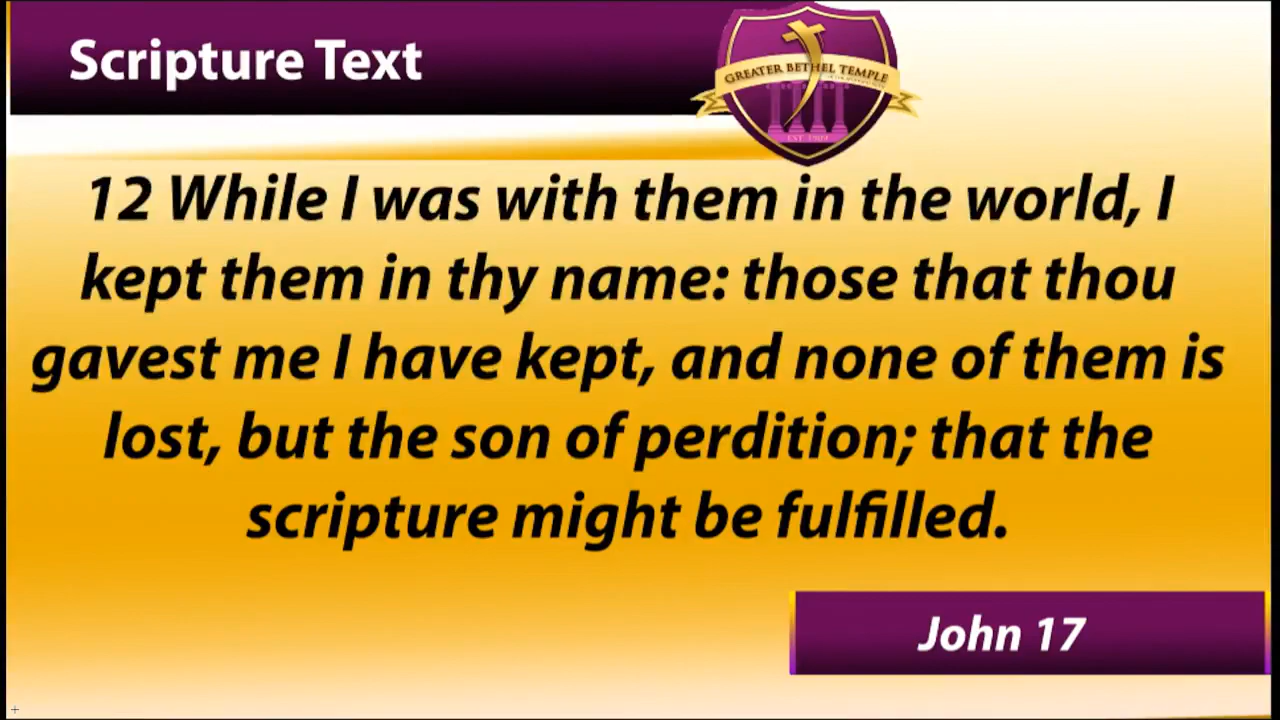 Scripture Text
GREATER BETHEL TEMPLE
12 While I was with them in the world, I
kept them in thy name: those that thou
gavest me I have kept, and none of them is
lost, but the son of perdition; that the
scripture might be fulfilled.
John 17